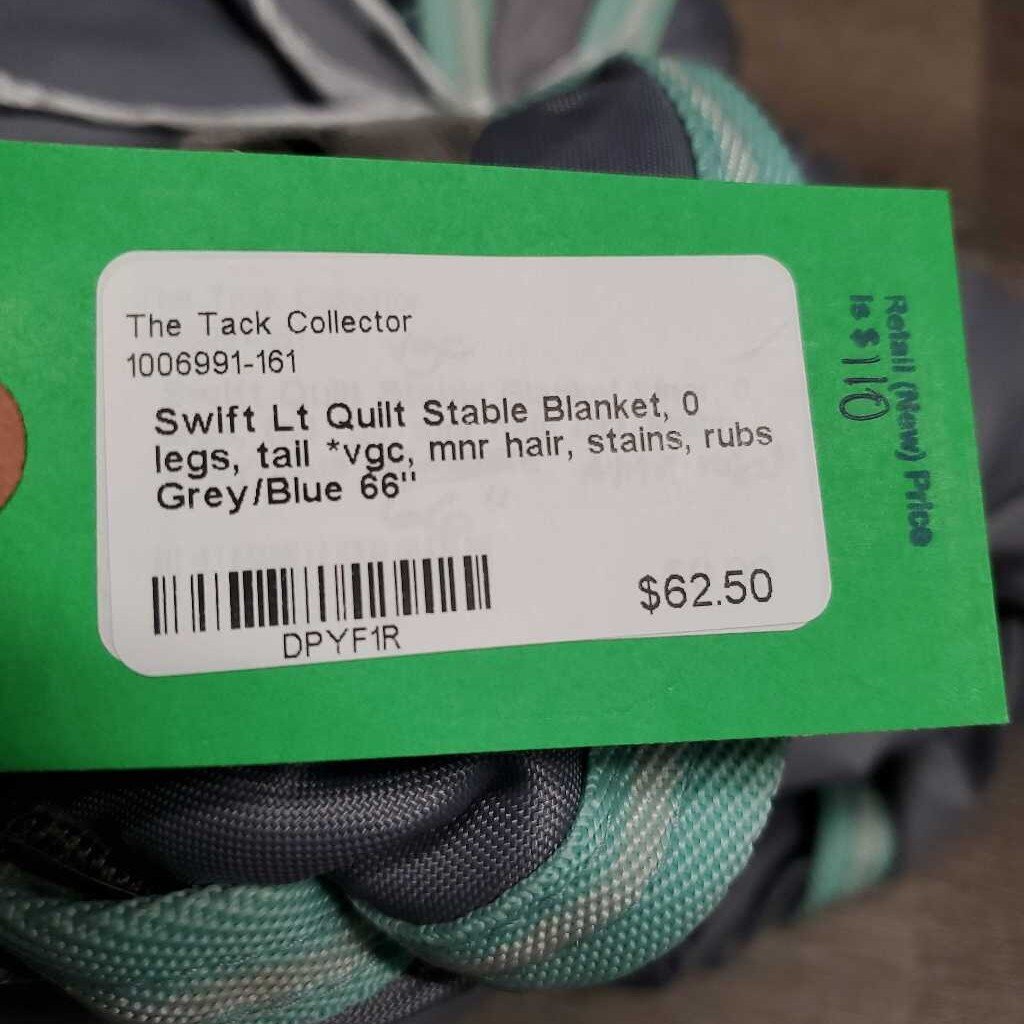 The Tack Collector
1006991-161
Swift Lt Quilt Stable Blanket, 0
legs, tail *vgc, mnr hair, stains, rubs
Grey/Blue 66"
DPYF1R
$62.50
Retail (New) Price
Is $110